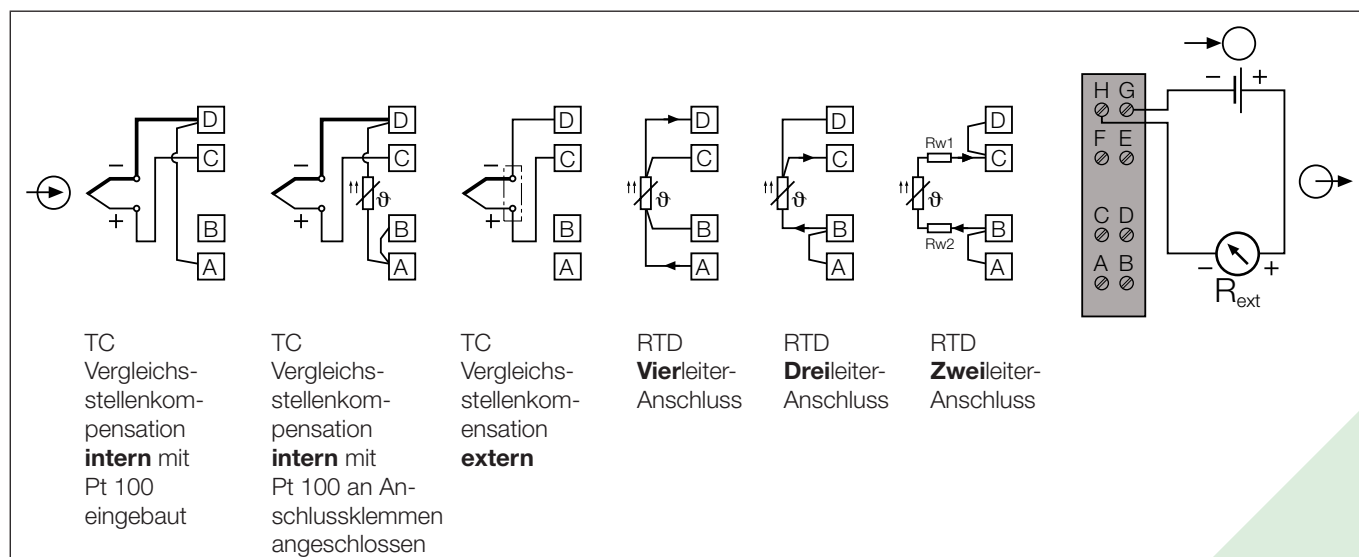 D
C
B
A
− +
D
C
B
A
− +
ϑ
D
C
B
A
− +
D
C
B
A
ϑ
D
C
B
A
ϑ
D
C
B
A
Rw1
ϑ
Rw2
H G
F E
C D
A B
− +
− +
Rext
TC
Vergleichs-
stellenkom-
pensation
intern mit
Pt 100
eingebaut
TC
Vergleichs-
stellenkom-
pensation
intern mit
Pt 100 an An-
schlussklemmen
angeschlossen
TC
Vergleichs-
stellenkom-
ensation
extern
RTD
Vierleiter-
Anschluss
RTD
Dreileiter-
Anschluss
RTD
Zweileiter-
Anschluss